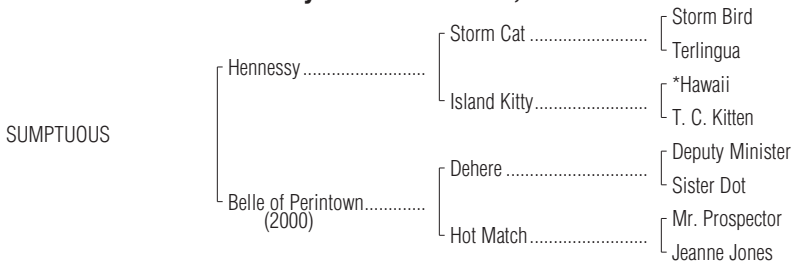 Storm Bird
Storm Cat ........................
Terlingua
Hennessy .........................
*Hawaii
Island Kitty.......................
T. C. Kitten
SUMPTUOUS
Deputy Minister
Dehere .............................
Sister Dot
Belle of Perintown.............
(2000)
Mr. Prospector
Hot Match........................
Jeanne Jones